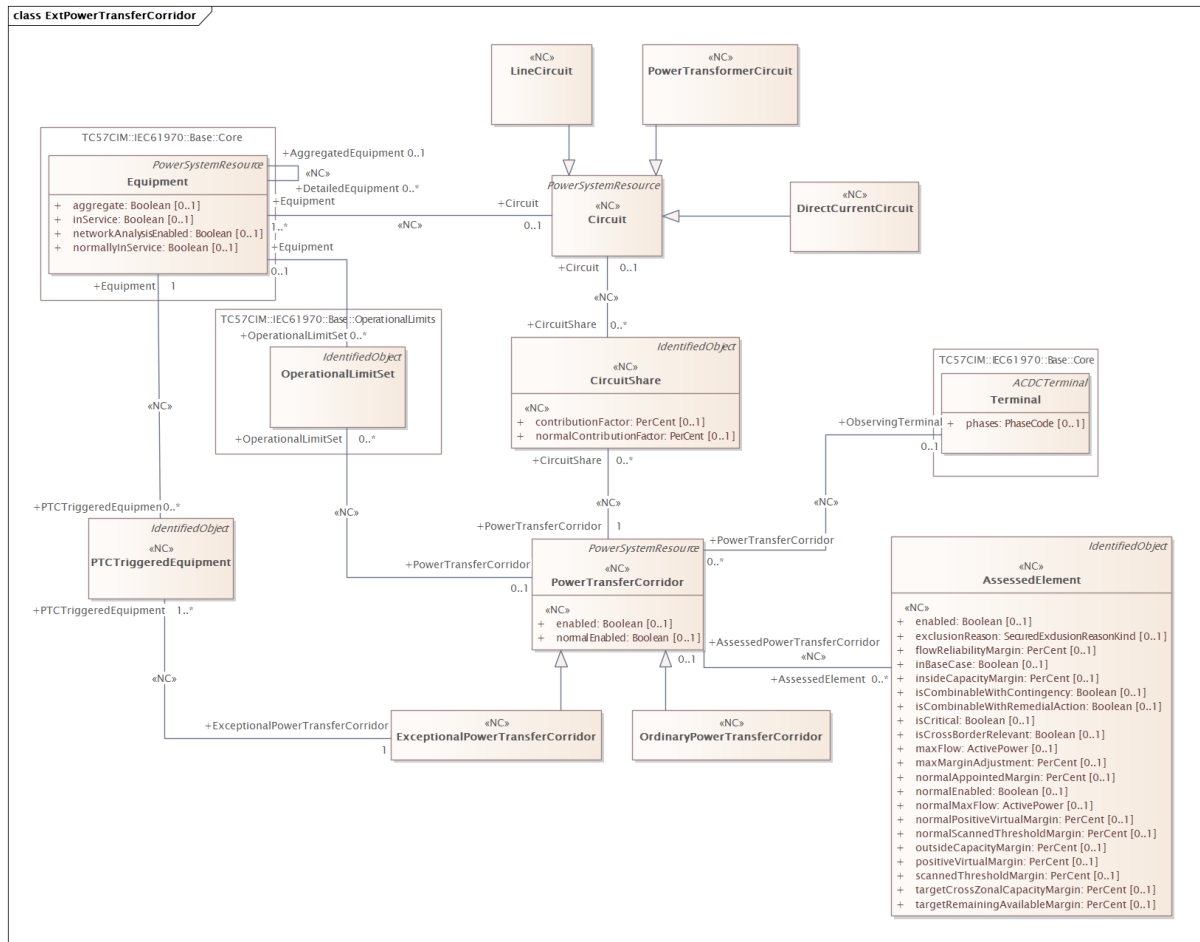 class ExtPowerTransferCorridor
«NC»
LineCircuit
«NC»
PowerTransformerCircuit
TC57CIM::IEC61970::Base::Core
PowerSystemResource
Equipment
+ aggregate: Boolean [0..1]
+ inService: Boolean [0..1]
+ networkAnalysisEnabled: Boolean [0..1]
+ normallyInService: Boolean [0..1]
+AggregatedEquipment 0..1
«NC»
+DetailedEquipment 0..*
+Equipment
1..*
«NC»
+Circuit
0..1
PowerSystemResource
«NC»
Circuit
«NC»
DirectCurrentCircuit
+Equipment
0..1
+Equipment 1
+Circuit 0..1
«NC»
+CircuitShare 0..*
TC57CIM::IEC61970::Base::OperationalLimits
+OperationalLimitSet 0..*
IdentifiedObject
OperationalLimitSet
+OperationalLimitSet 0..*
IdentifiedObject
«NC»
CircuitShare
«NC»
+ contributionFactor: PerCent [0..1]
+ normalContributionFactor: PerCent [0..1]
+CircuitShare 0..*
TC57CIM::IEC61970::Base::Core
ACDCTerminal
Terminal
+ phases: PhaseCode [0..1]
+ObservingTerminal
0..1
«NC»
«NC»
«NC»
«NC»
+PTCTriggeredEquipmen0..*
IdentifiedObject
«NC»
PTCTriggeredEquipment
+PTCTriggeredEquipment 1..*
+PowerTransferCorridor 1
+PowerTransferCorridor
0..1
PowerSystemResource
«NC»
PowerTransferCorridor
«NC»
+ enabled: Boolean [0..1]
+ normalEnabled: Boolean [0..1]
+PowerTransferCorridor
0..*
+AssessedPowerTransferCorridor
0..1
«NC»
+AssessedElement 0..*
IdentifiedObject
«NC»
AssessedElement
«NC»
+ enabled: Boolean [0..1]
+ exclusionReason: SecuredExclusionReasonKind [0..1]
+ flowReliabilityMargin: PerCent [0..1]
+ inBaseCase: Boolean [0..1]
+ insideCapacityMargin: PerCent [0..1]
+ isCombinableWithContingency: Boolean [0..1]
+ isCombinableWithRemedialAction: Boolean [0..1]
+ isCritical: Boolean [0..1]
+ isCrossBorderRelevant: Boolean [0..1]
+ maxFlow: ActivePower [0..1]
+ maxMarginAdjustment: PerCent [0..1]
+ normalAppointedMargin: PerCent [0..1]
+ normalEnabled: Boolean [0..1]
+ normalMaxFlow: ActivePower [0..1]
+ normalPositiveVirtualMargin: PerCent [0..1]
+ normalScannedThresholdMargin: PerCent [0..1]
+ outsideCapacityMargin: PerCent [0..1]
+ positiveVirtualMargin: PerCent [0..1]
+ scannedThresholdMargin: PerCent [0..1]
+ targetCrossZonalCapacityMargin: PerCent [0..1]
+ targetRemainingAvailableMargin: PerCent [0..1]
«NC»
+ExceptionalPowerTransferCorridor
1
«NC»
ExceptionalPowerTransferCorridor
«NC»
OrdinaryPowerTransferCorridor